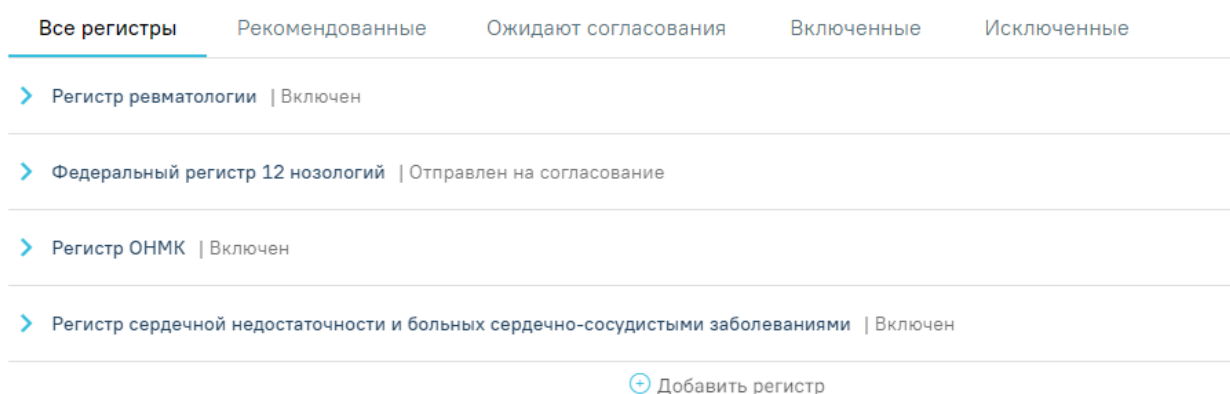 Все регистры Рекомендованные Ожидают согласования Включенные Исключенные
Регистр ревматологии | Включен
Федеральный регистр 12 нозологий | Отправлен на согласование
Регистр ОНМК | Включен
Регистр сердечной недостаточности и больных сердечно-сосудистыми заболеваниями | Включен
Добавить регистр